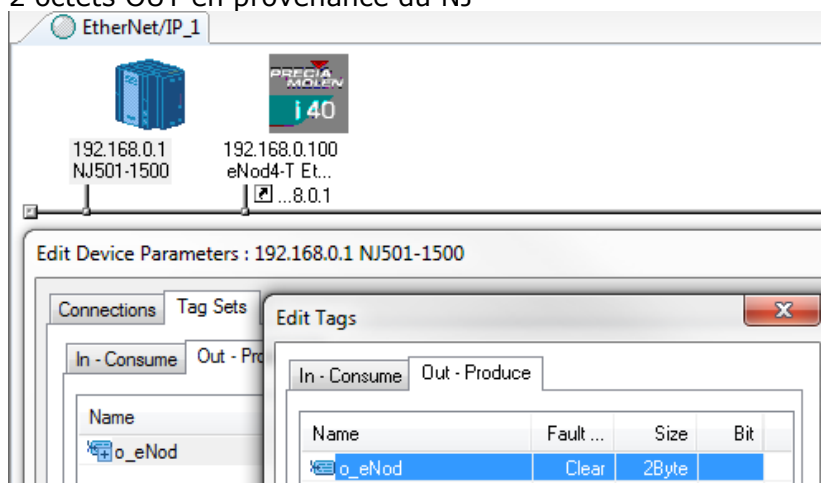 2 octets OUT en provenance du NJ
EtherNet/IP_1
PRECIA
MOLEN
i 40
192.168.0.1
NJ501-1500
192.168.0.100
eNod4-T Et...
...8.0.1
Edit Device Parameters : 192.168.0.1 NJ501-1500
Connections Tag Sets
In - Consume Out - Pro
Name
o_eNod
Edit Tags
In - Consume Out - Produce
Name Fault ... Size Bit
o_eNod Clear 2Byte